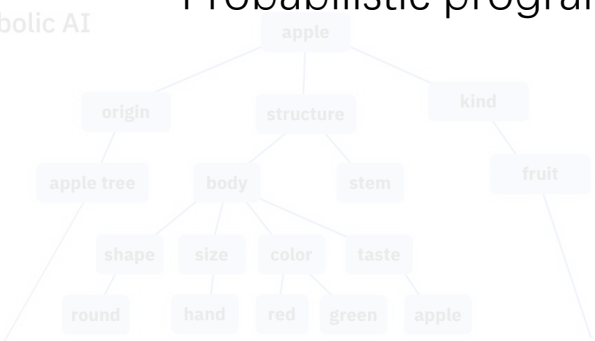 Probabilistic progra
bolic AI
apple
origin
structure
kind
apple tree
body
stem
fruit
shape
size
color
taste
round
hand
red
green
apple